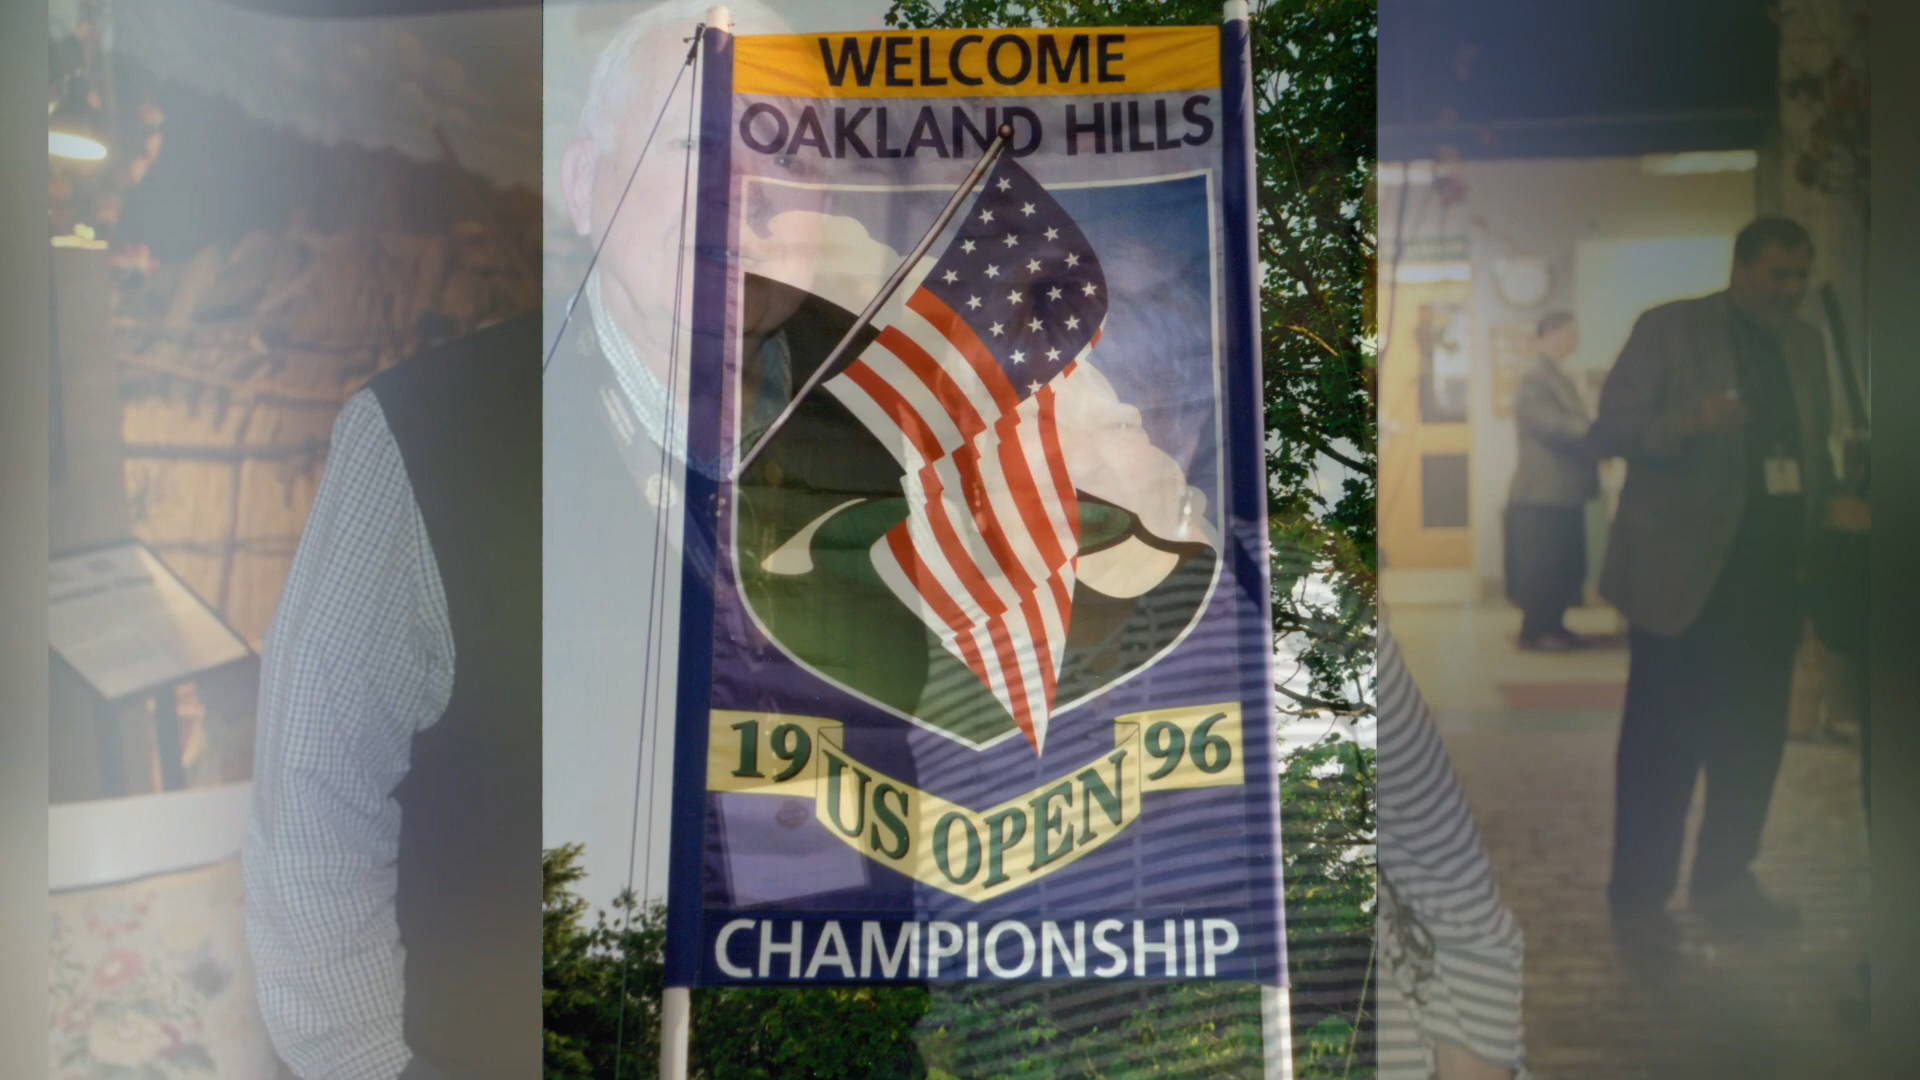 WELCOME
OAKLAND HILLS
19 US OPEN 96
CHAMPIONSHIP